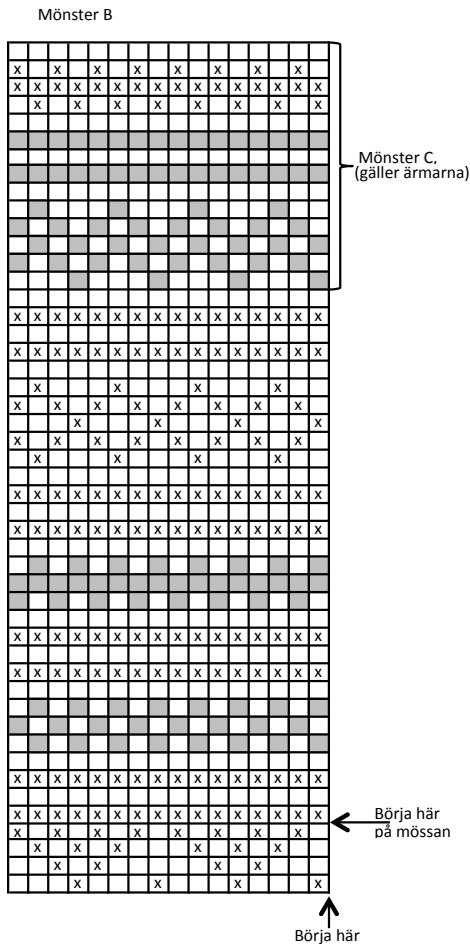 Mönster B
Mönster C,
(gäller ärmarna)
Börja här
på mössan
Börja här